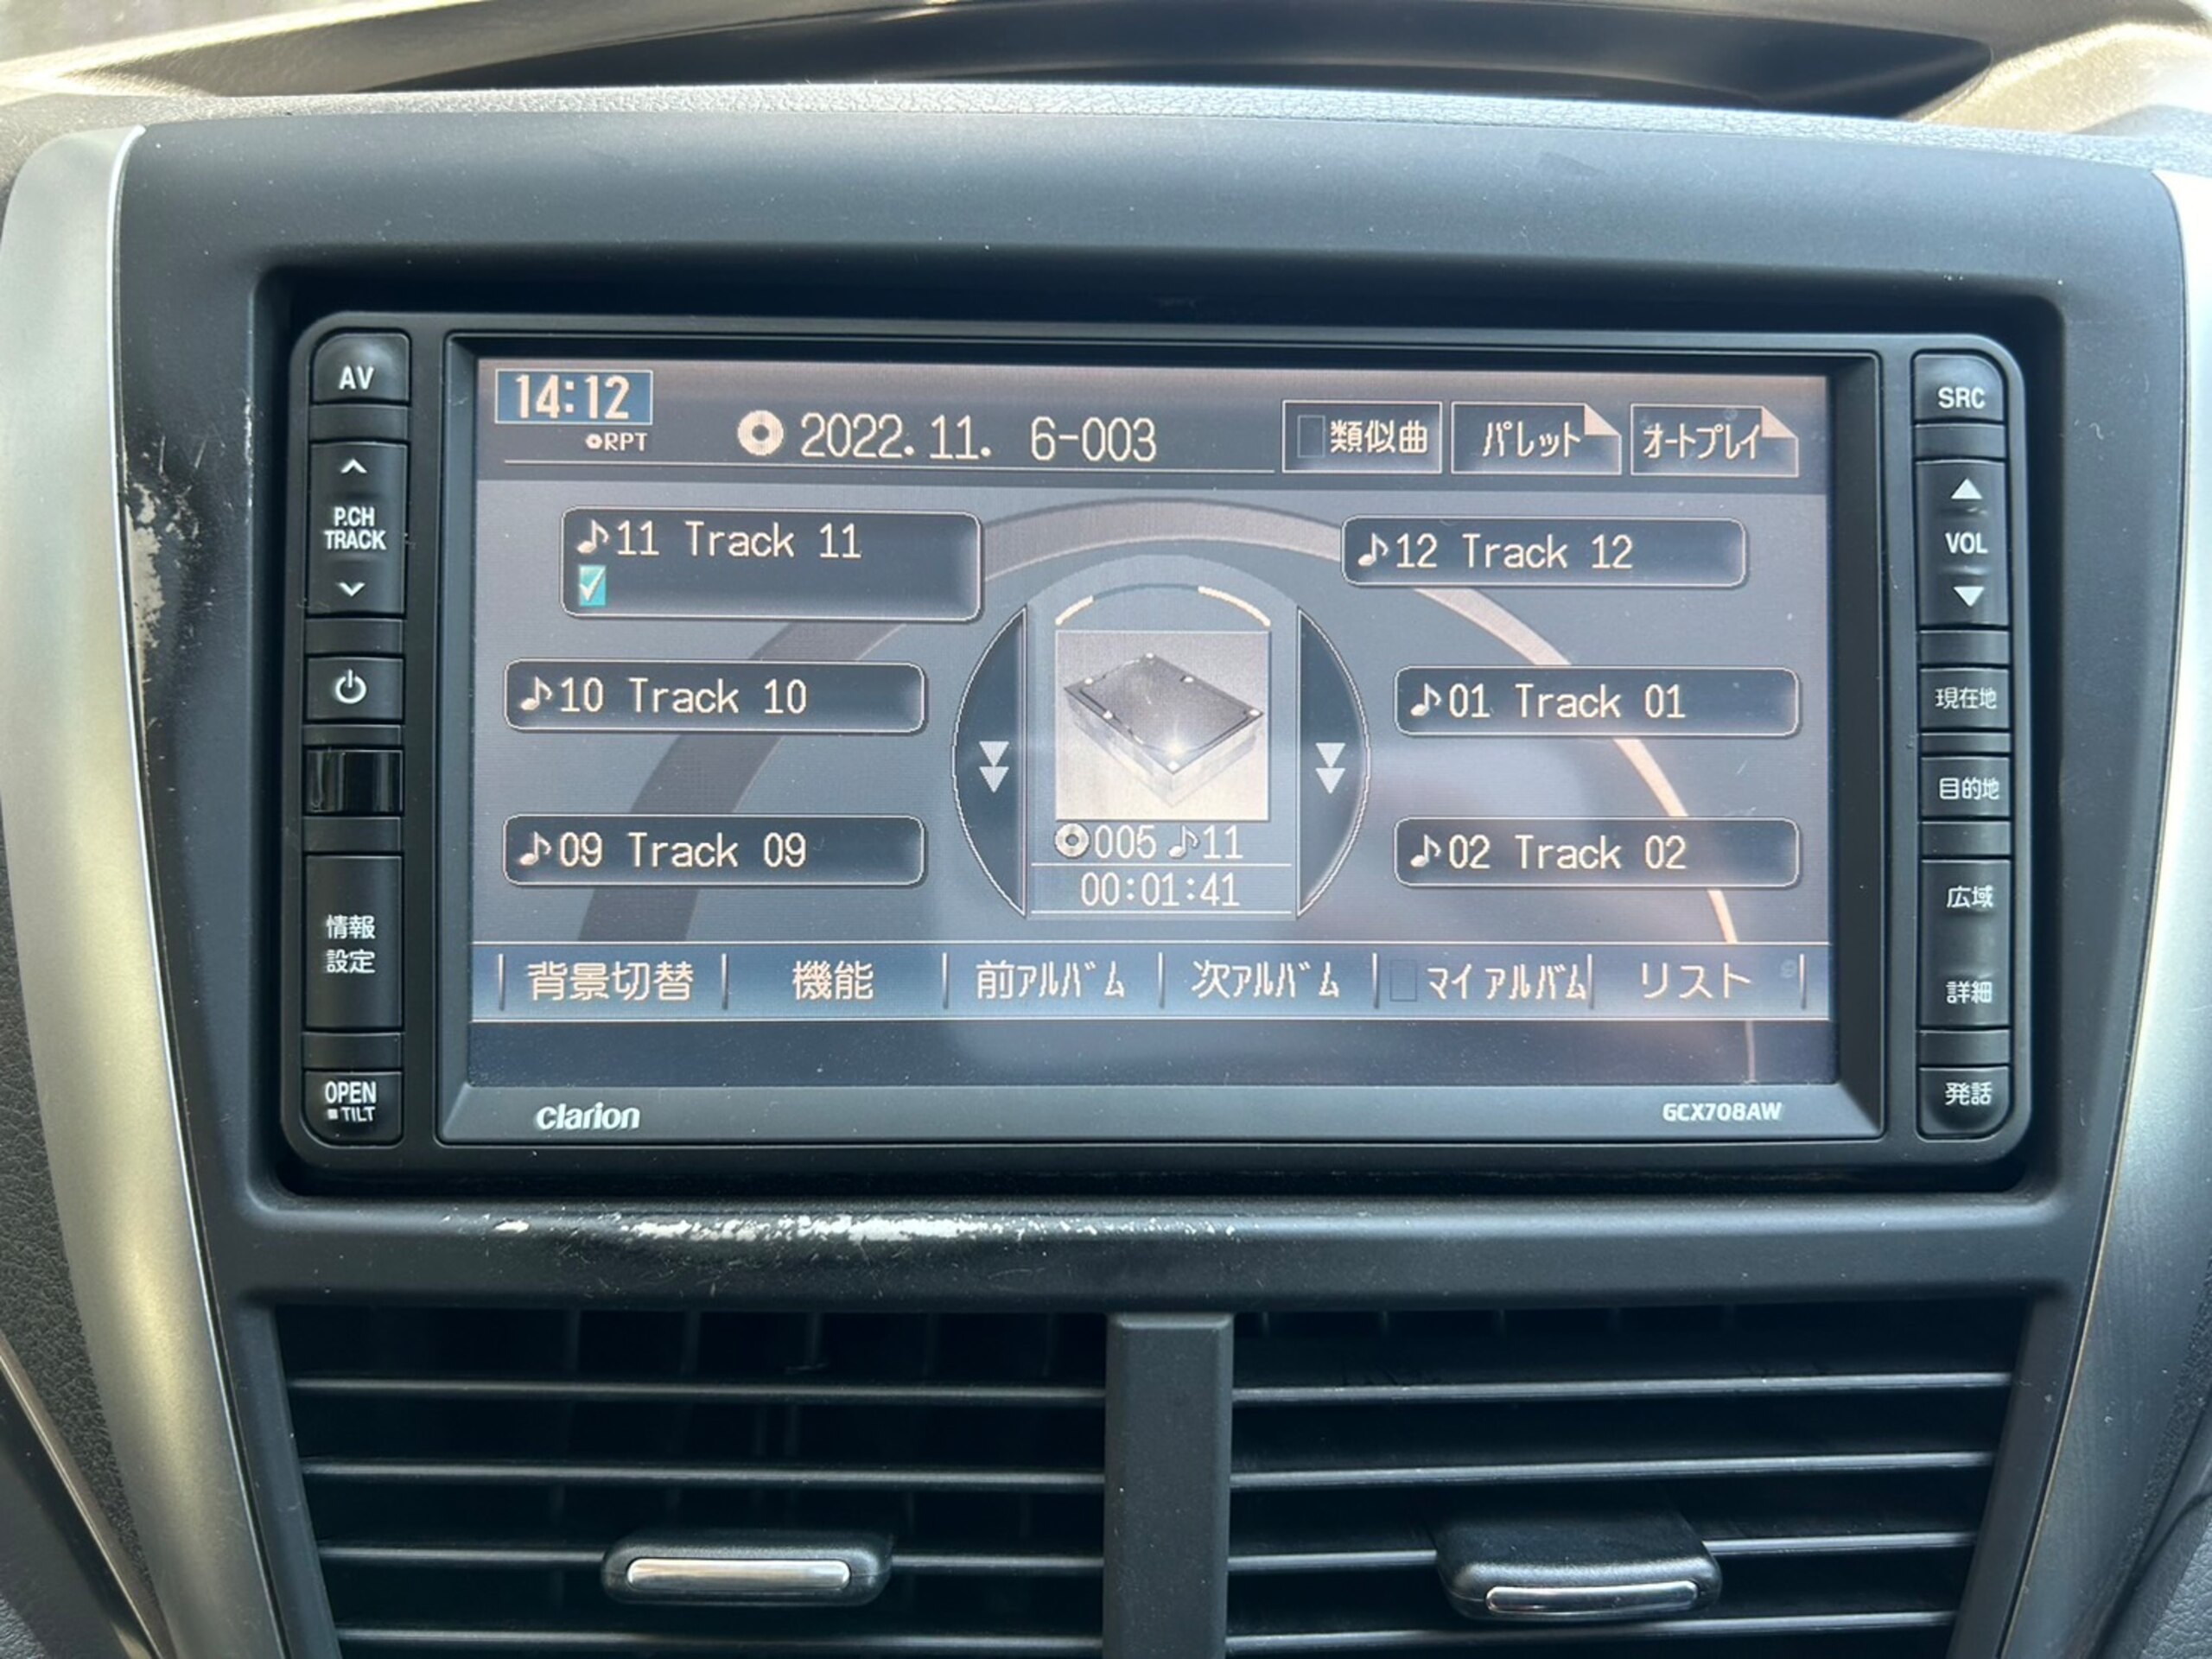 AV
P.CH
TRACK
情報
設定
OPEN
■TILT
14:12
RPT
2022.11. 6-003
類似曲
パレット
オートプレイ
♪11 Track 11
♪12 Track 12
♪10 Track 10
♪01 Track 01
♪09 Track 09
♪02 Track 02
005 ♪11
00:01:41
背景切替
機能
前アルバム
次アルバム
マイアルバム
リスト
clarion
GCX708AW
SRC
VOL
現在地
目的地
広域
詳細
発話